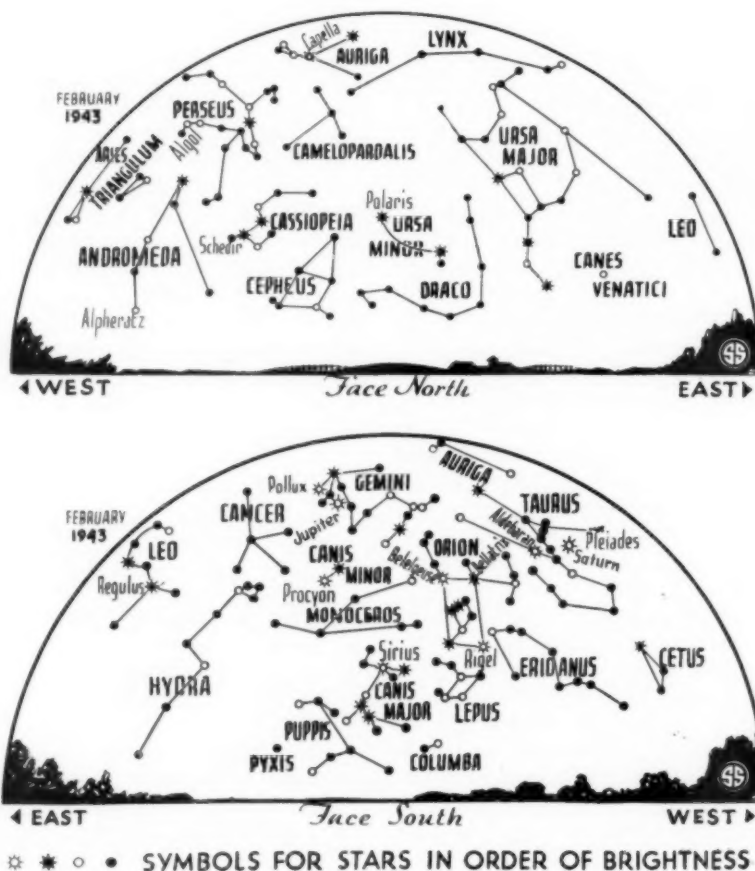 Capella
AURIGA
LYNX
FEBRUARY
1943
PERSEUS
Algol
ARIES
TRIANGULUM
CAMELOPARDALIS
URSA
MAJOR
Polaris
URSA
MINOR
CASSIOPEIA
Schedir
LEO
ANDROMEDA
CEPHEUS
DRACO
CANES
VENATICI
Alpheratz
SS
WEST
Face North
EAST
AURIGA
GEMINI
Pollux
Jupiter
TAURUS
Aldebaran
Pleiades
Saturn
FEBRUARY
1943
CANCER
LEO
Regulus
CANIS
MINOR
Procyon
ORION
Betelgeuse
Bellatrix
MONOCEROS
Rigel
ERIDANUS
CETUS
HYDRA
Sirius
CANIS
MAJOR
LEPUS
PUPPIS
PYXIS
COLUMBA
SS
EAST
Face South
WEST
SYMBOLS FOR STARS IN ORDER OF BRIGHTNESS